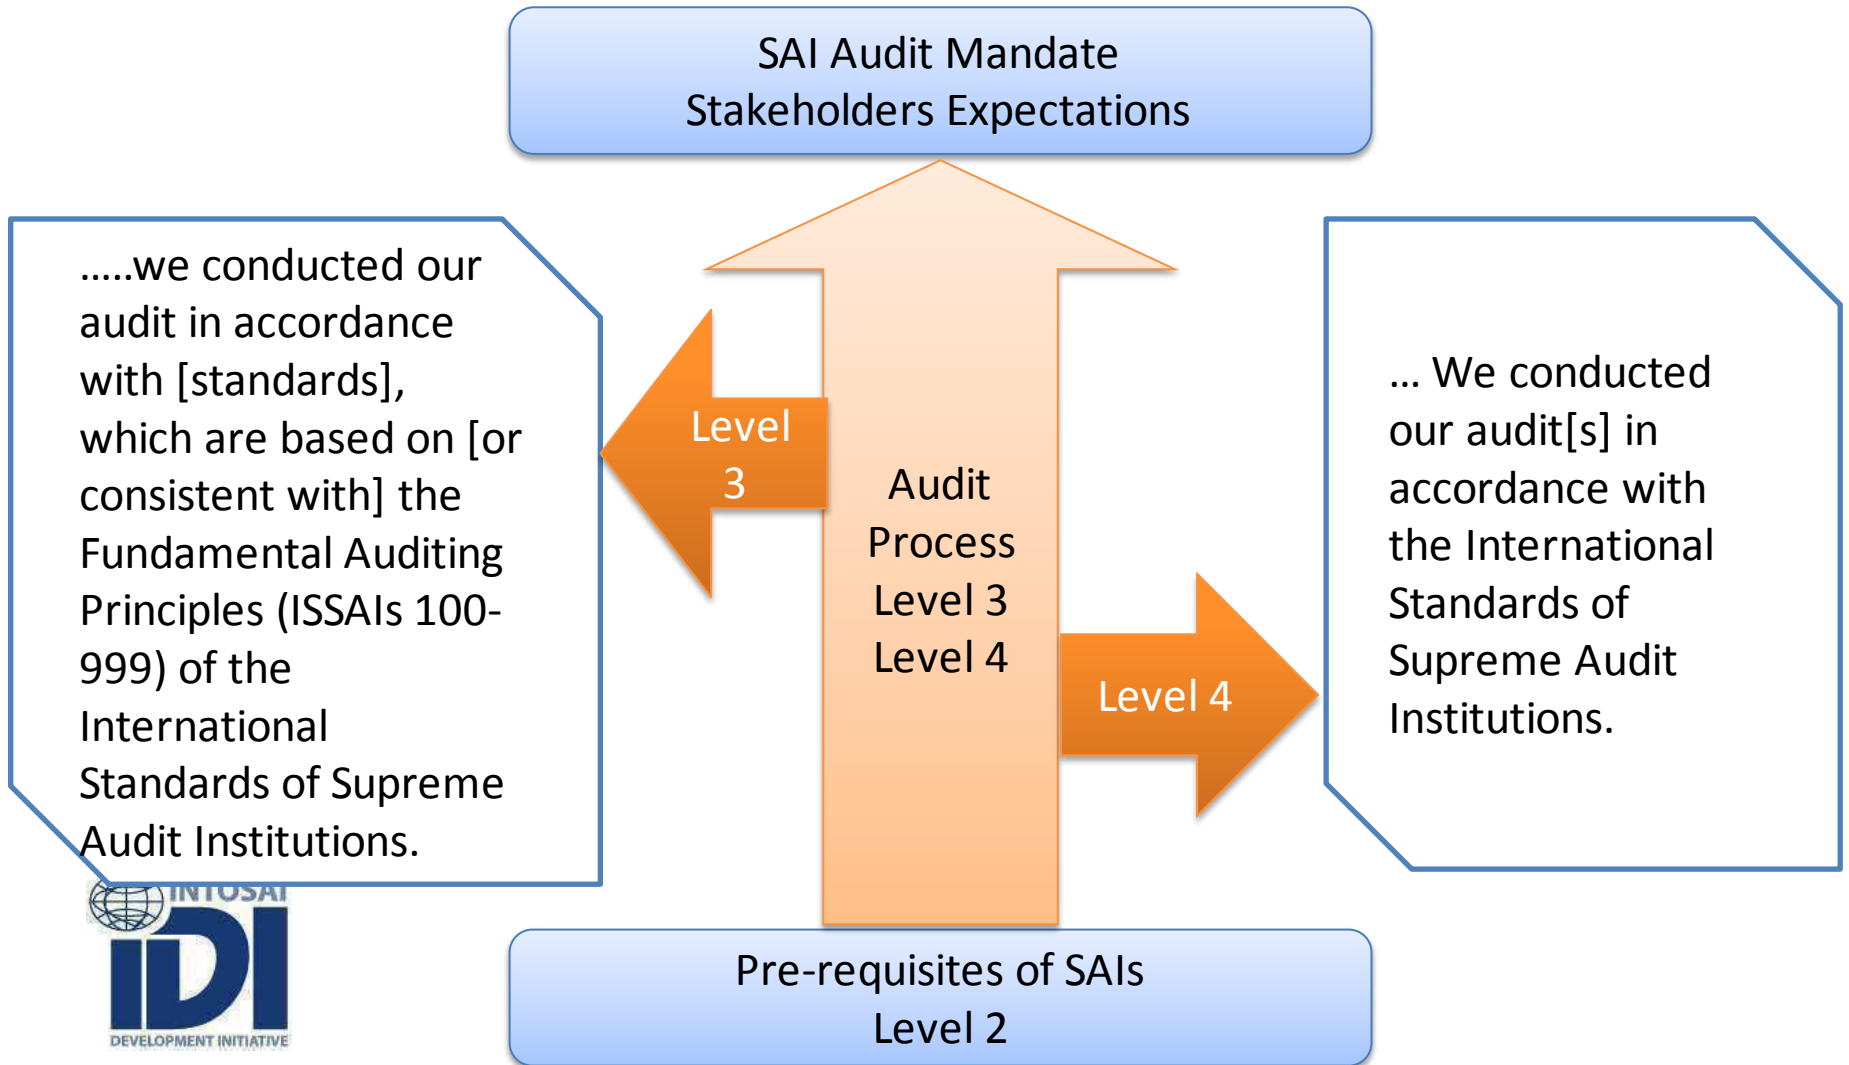 SAI Audit Mandate
Stakeholders Expectations
.....we conducted our
audit in accordance
with [standards],
which are based on [or
consistent with] the
Fundamental Auditing
Principles (ISSAIs 100-
999) of the
International
Standards of Supreme
Audit Institutions.
Level
3
Audit
Process
Level 3
Level 4
Level 4
... We conducted
our audit[s] in
accordance with
the International
Standards of
Supreme Audit
Institutions.
INTOSAI
IDI
DEVELOPMENT INITIATIVE
Pre-requisites of SAIs
Level 2